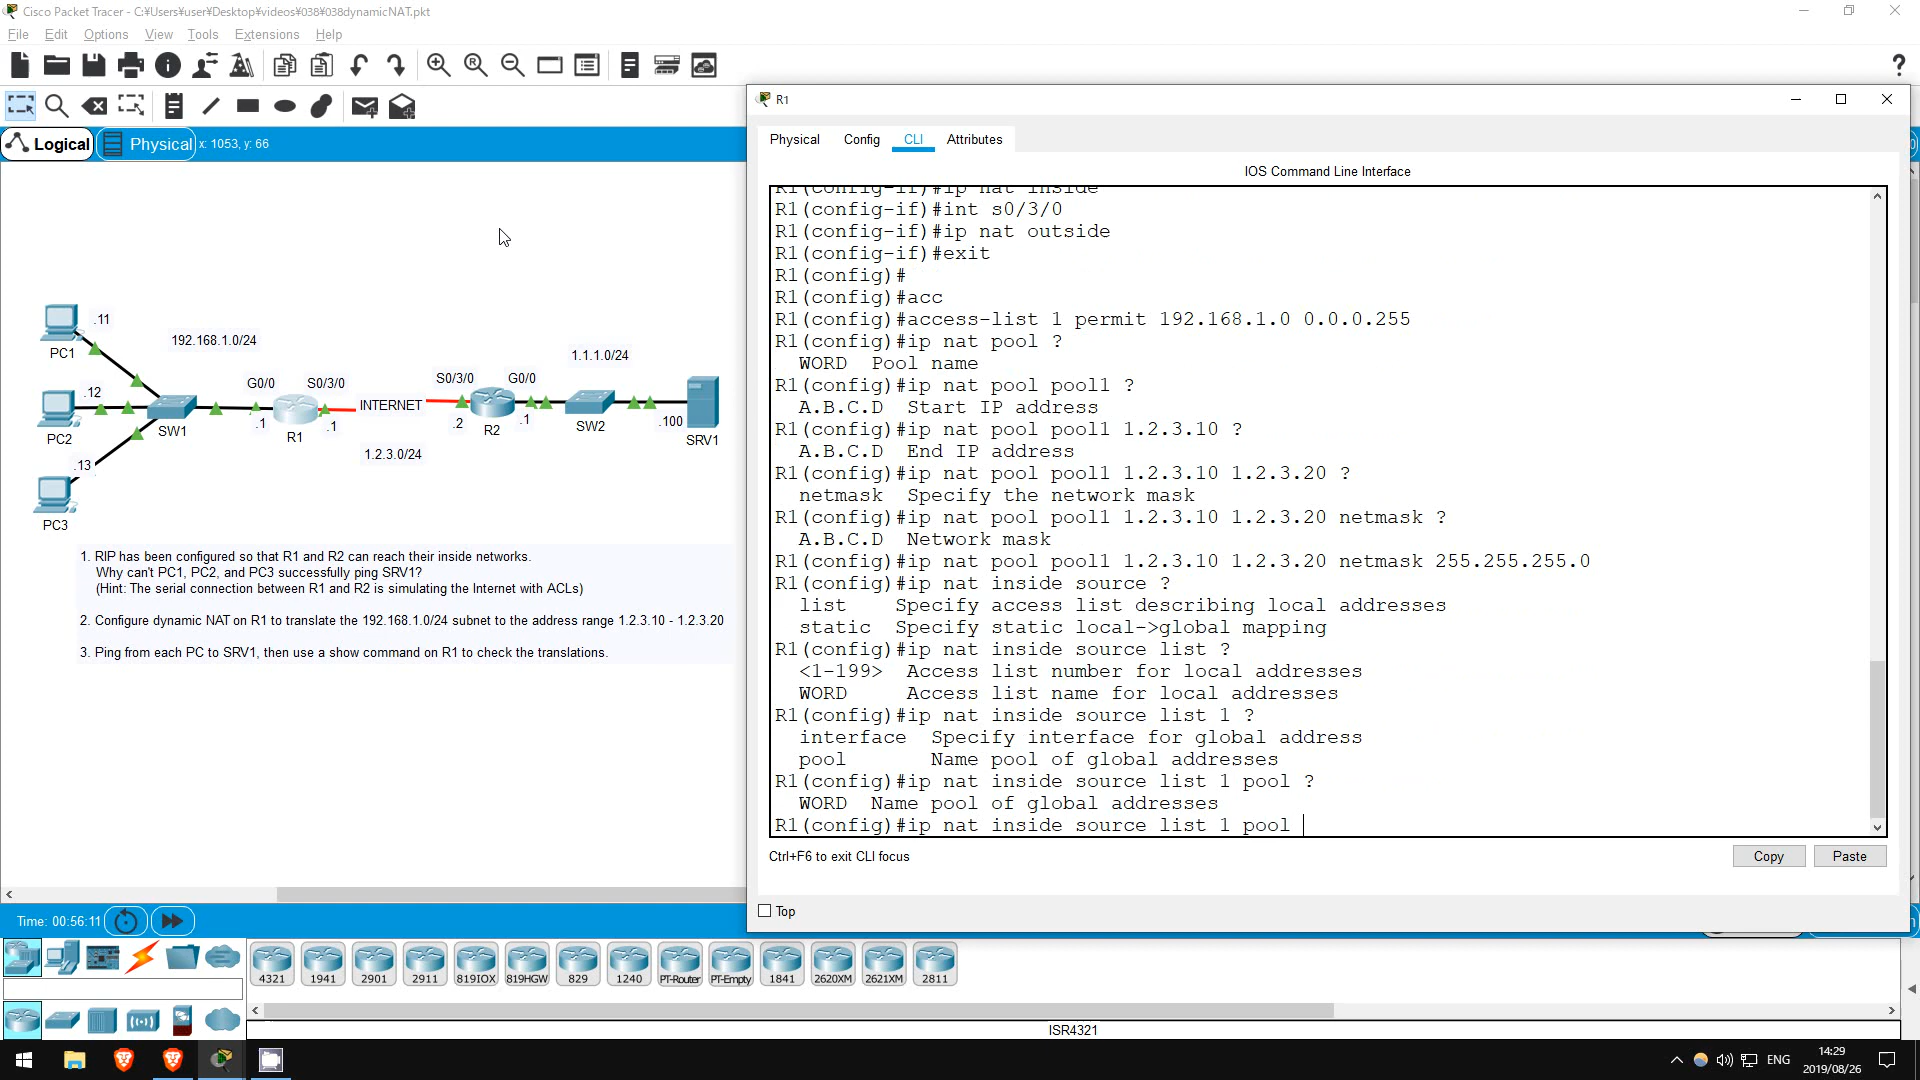 Cisco Packet Tracer - C:¥Users¥user¥Desktop¥videos¥038¥038dynamicNAT.pkt
File Edit Options View Tools Extensions Help
Logical Physical x: 1053, y: 66
R1
Physical Config CLI Attributes
IOS Command Line Interface
R1(config-if)#ip nat inside
R1(config-if)#int s0/3/0
R1(config-if)#ip nat outside
R1(config-if)#exit
R1(config)#
R1(config)#acc
R1(config)#access-list 1 permit 192.168.1.0 0.0.0.255
R1(config)#ip nat pool ?
WORD Pool name
R1(config)#ip nat pool pool1 ?
A.B.C.D Start IP address
R1(config)#ip nat pool pool1 1.2.3.10 ?
A.B.C.D End IP address
R1(config)#ip nat pool pool1 1.2.3.10 1.2.3.20 ?
netmask Specify the network mask
R1(config)#ip nat pool pool1 1.2.3.10 1.2.3.20 netmask ?
A.B.C.D Network mask
R1(config)#ip nat pool pool1 1.2.3.10 1.2.3.20 netmask 255.255.255.0
R1(config)#ip nat inside source ?
list Specify access list describing local addresses
static Specify static local->global mapping
R1(config)#ip nat inside source list ?
<1-199> Access list number for local addresses
WORD Access list name for local addresses
R1(config)#ip nat inside source list 1 ?
interface Specify interface for global address
pool Name pool of global addresses
R1(config)#ip nat inside source list 1 pool ?
WORD Name pool of global addresses
R1(config)#ip nat inside source list 1 pool
Ctrl+F6 to exit CLI focus
Copy Paste
Top
.11
PC1
192.168.1.0/24
1.1.1.0/24
G0/0 S0/3/0
S0/3/0 G0/0
.12
PC2
SW1
.1
R1
.1
INTERNET
.2
R2
.1
SW2
.100
SRV1
1.2.3.0/24
.13
PC3
1. RIP has been configured so that R1 and R2 can reach their inside networks.
Why can't PC1, PC2, and PC3 successfully ping SRV1?
(Hint: The serial connection between R1 and R2 is simulating the Internet with ACLs)
2. Configure dynamic NAT on R1 to translate the 192.168.1.0/24 subnet to the address range 1.2.3.10 - 1.2.3.20
3. Ping from each PC to SRV1, then use a show command on R1 to check the translations.
Time: 00:56:11
4321 1941 2901 2911 819IOX 819HGW 829 1240 PT-Router PT-Empty 1841 2620XM 2621XM 2811
ISR4321
ENG
14:29
2019/08/26